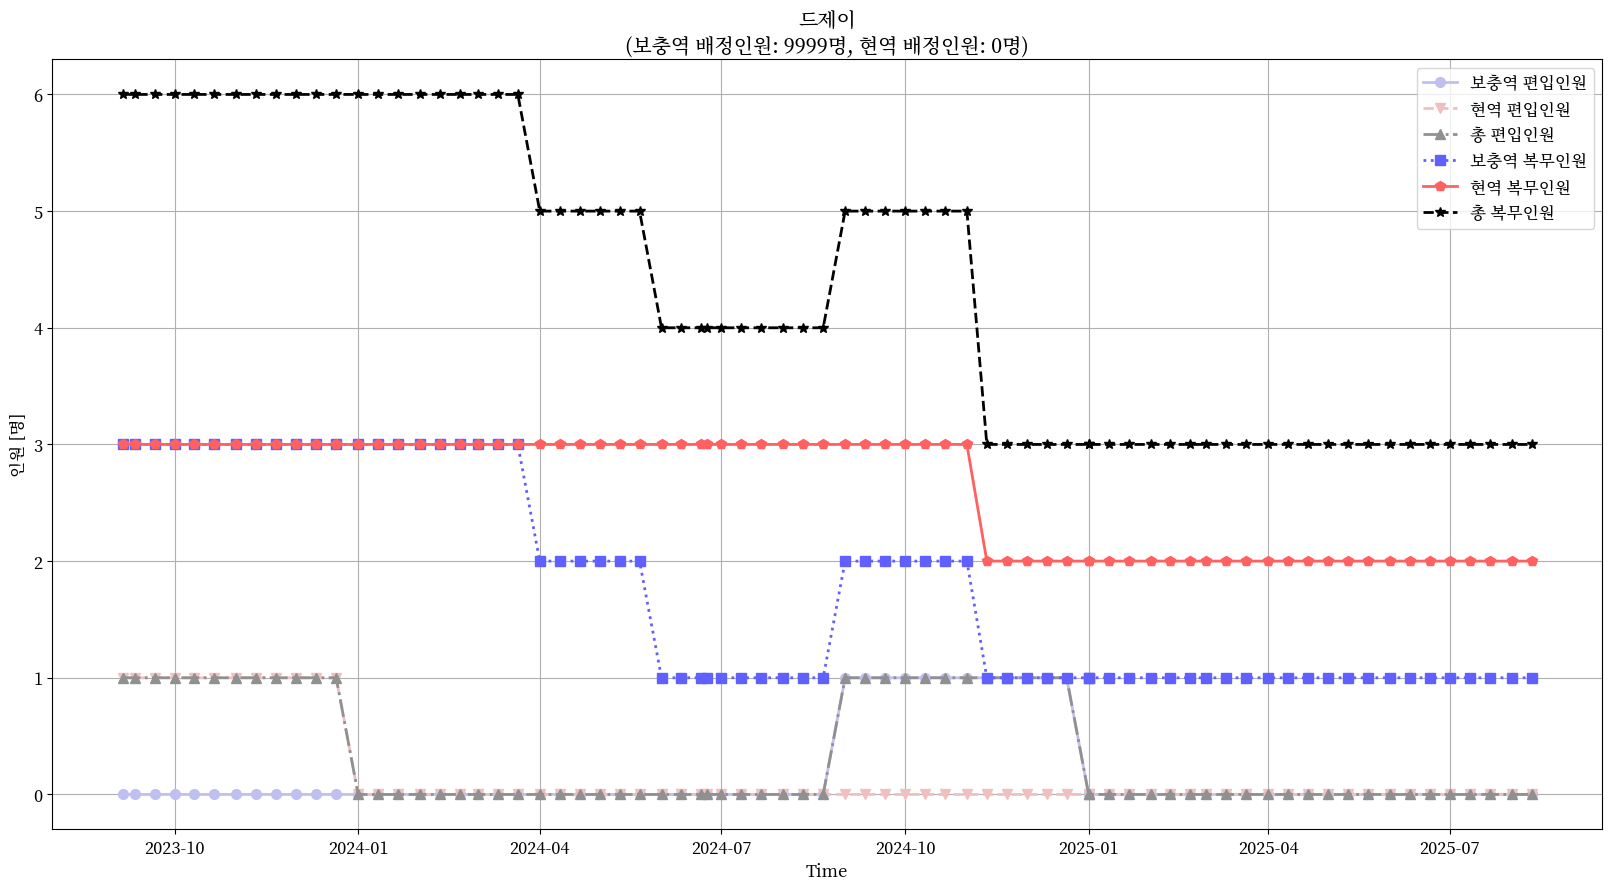 드제이
(보충역 배정인원: 9999명, 현역 배정인원: 0명)
보충역 편입인원
현역 편입인원
총 편입인원
보충역 복무인원
현역 복무인원
총 복무인원
인원 [명]
6
5
4
3
2
1
0
2023-10
2024-01
2024-04
2024-07
2024-10
2025-01
2025-04
2025-07
Time